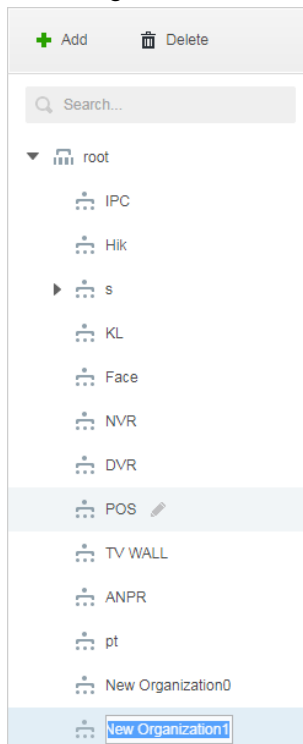 Add Delete
Search...
root
IPC
Hik
s
KL
Face
NVR
DVR
POS
TV WALL
ANPR
pt
New Organization0
New Organization1